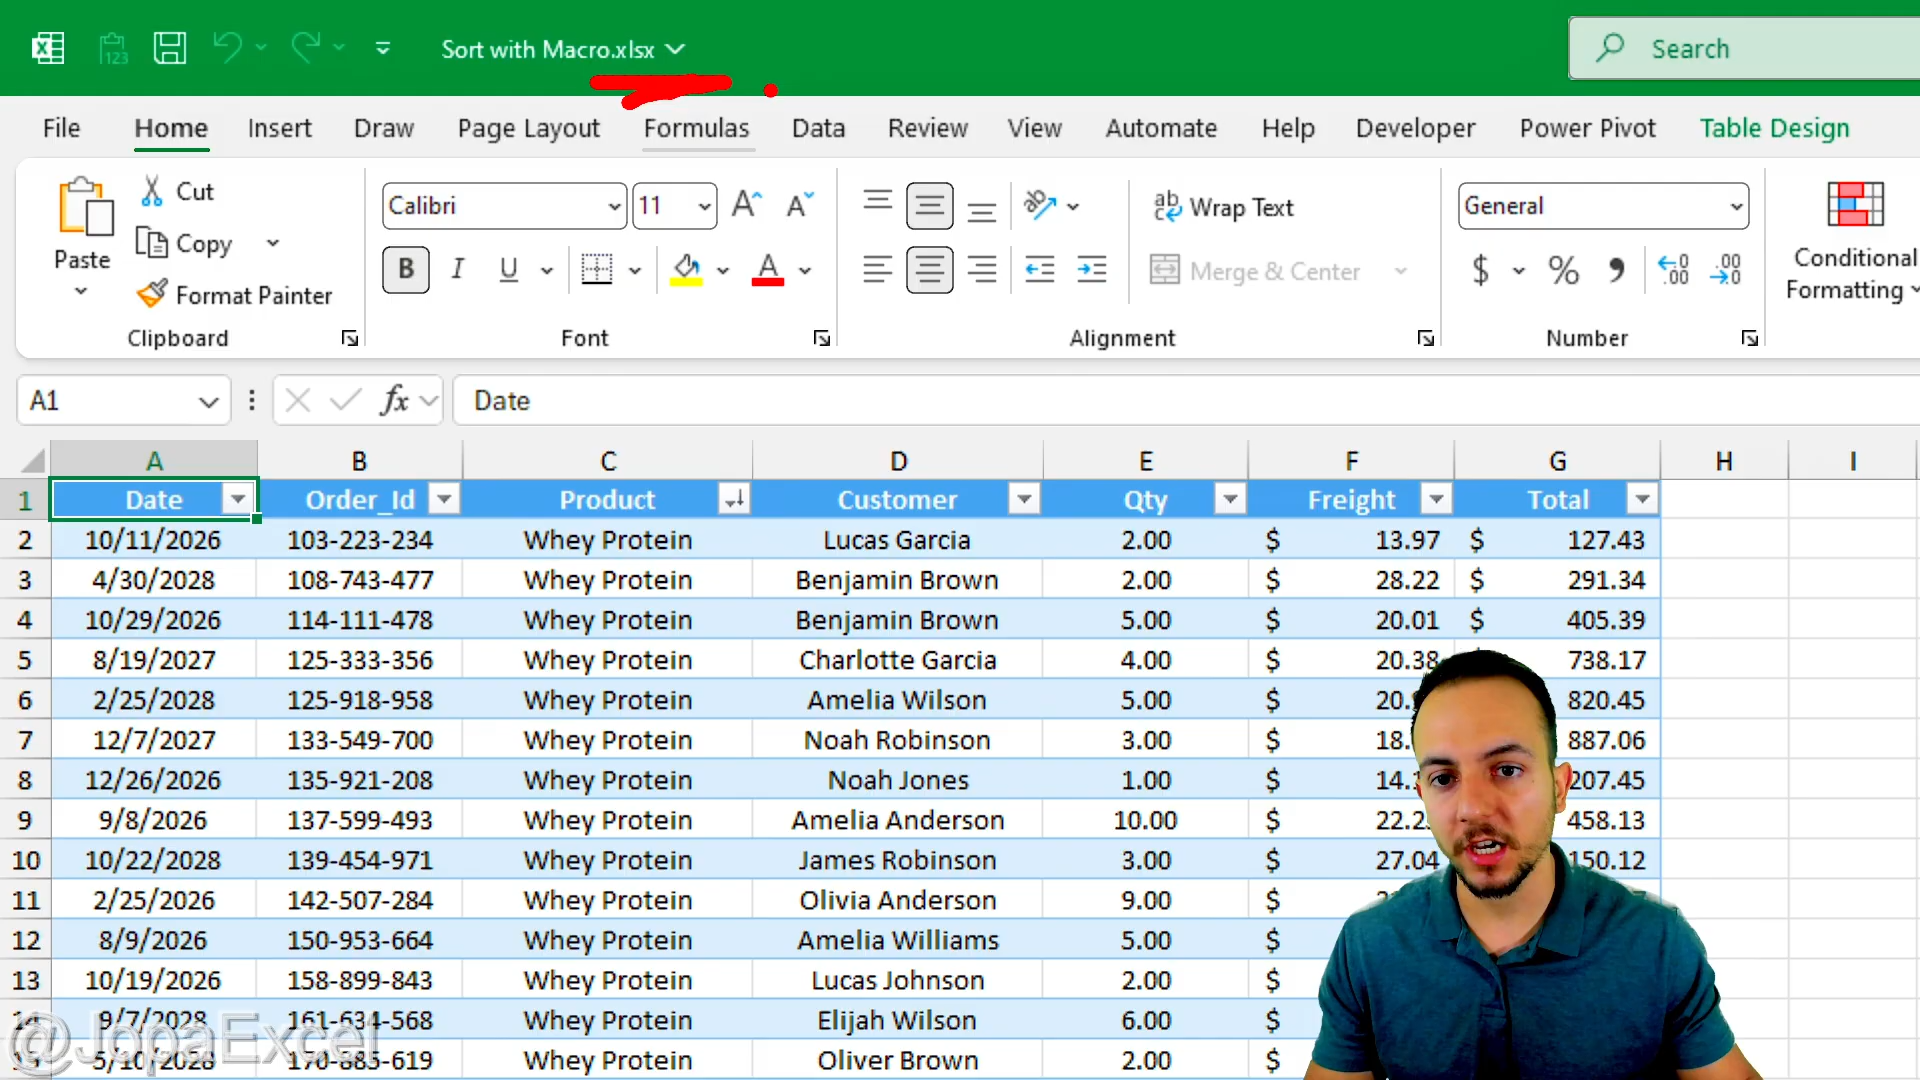 Sort with Macro.xlsx
Search
File Home Insert Draw Page Layout Formulas Data Review View Automate Help Developer Power Pivot Table Design
Paste
Cut
Copy
Format Painter
Clipboard
Calibri 11
B I U
Font
Wrap Text
Merge & Center
Alignment
General
$ % 9
Number
Conditional
Formatting
A1 fx Date
A B C D E F G H I
1 Date Order_Id Product Customer Qty Freight Total
2 10/11/2026 103-223-234 Whey Protein Lucas Garcia 2.00 $ 13.97 $ 127.43
3 4/30/2028 108-743-477 Whey Protein Benjamin Brown 2.00 $ 28.22 $ 291.34
4 10/29/2026 114-111-478 Whey Protein Benjamin Brown 5.00 $ 20.01 $ 405.39
5 8/19/2027 125-333-356 Whey Protein Charlotte Garcia 4.00 $ 20.38 738.17
6 2/25/2028 125-918-958 Whey Protein Amelia Wilson 5.00 $ 820.45
7 12/7/2027 133-549-700 Whey Protein Noah Robinson 3.00 $ 887.06
8 12/26/2026 135-921-208 Whey Protein Noah Jones 1.00 $ 207.45
9 9/8/2026 137-599-493 Whey Protein Amelia Anderson 10.00 $ 458.13
10 10/22/2028 139-454-971 Whey Protein James Robinson 3.00 $ 27.04 150.12
11 2/25/2026 142-507-284 Whey Protein Olivia Anderson 9.00 $
12 8/9/2026 150-953-664 Whey Protein Amelia Williams 5.00 $
13 10/19/2026 158-899-843 Whey Protein Lucas Johnson 2.00 $
14 9/7/2028 161-634-568 Whey Protein Elijah Wilson 6.00 $
15 5/10/2028 170-885-619 Whey Protein Oliver Brown 2.00 $
@JopaExcel